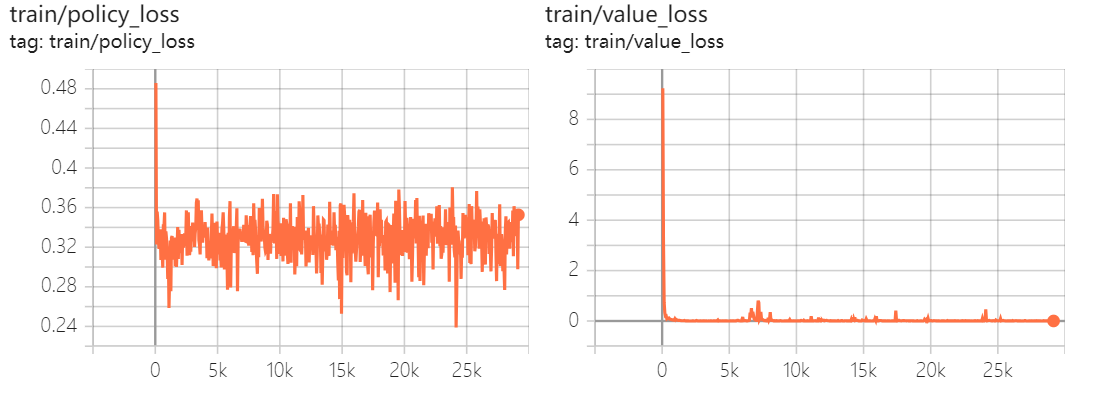 train/policy_loss
tag: train/policy_loss
0.48
0.44
0.4
0.36
0.32
0.28
0.24
0
5k
10k
15k
20k
25k
train/value_loss
tag: train/value_loss
8
6
4
2
0
0
5k
10k
15k
20k
25k